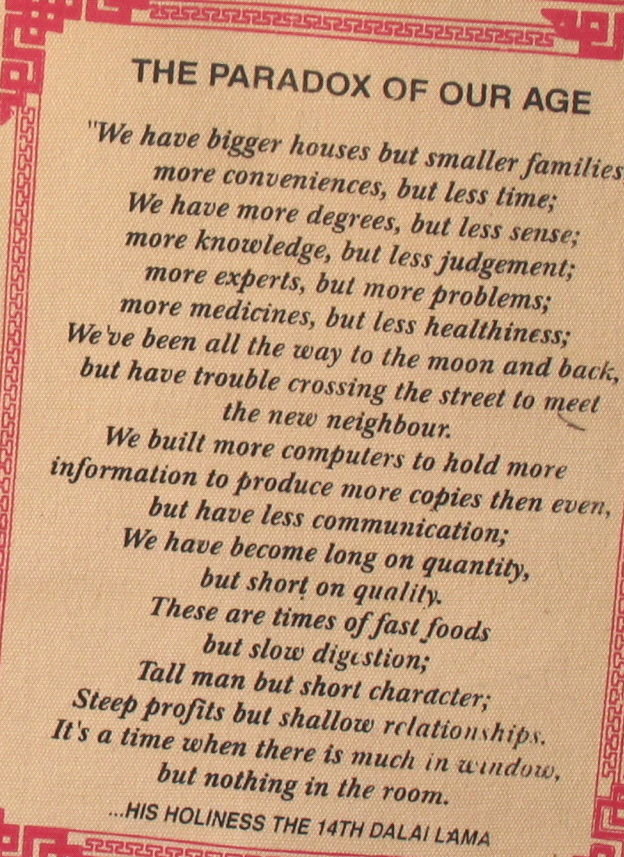 THE PARADOX OF OUR AGE
"We have bigger houses but smaller families
more conveniences, but less time;
We have more degrees, but less sense;
more knowledge, but less judgement;
more experts, but more problems;
more medicines, but less healthiness;
We've been all the way to the moon and back,
but have trouble crossing the street to meet
the new neighbour.
We built more computers to hold more
information to produce more copies then even,
but have less communication;
We have become long on quantity,
but short on quality.
These are times of fast foods
but slow digestion;
Tall man but short character;
Steep profits but shallow relationships.
It's a time when there is much in window,
but nothing in the room.
...HIS HOLINESS THE 14TH DALAI LAMA